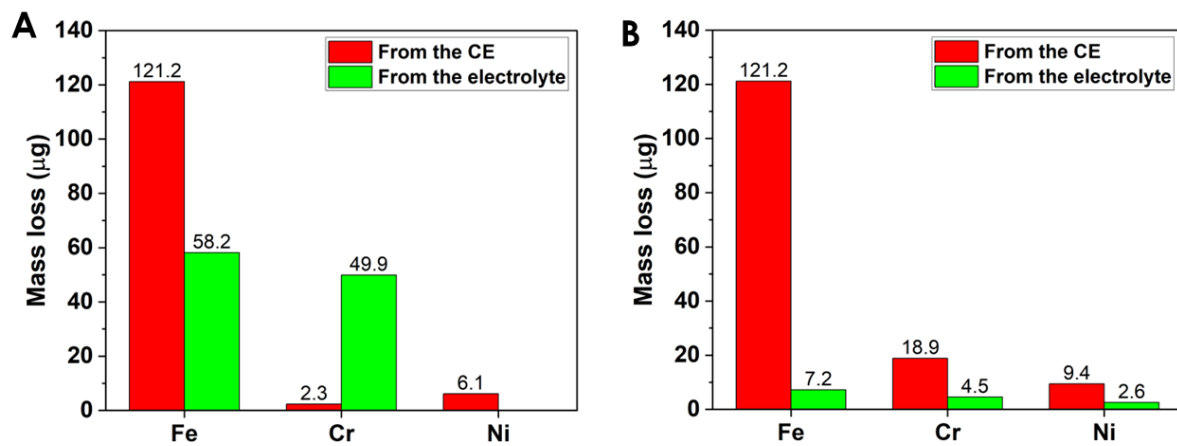 A
140
120
100
80
60
40
20
0
Mass loss (μg)
From the CE
From the electrolyte
121.2
58.2
2.3
49.9
6.1
Fe Cr Ni
B
140
120
100
80
60
40
20
0
Mass loss (μg)
From the CE
From the electrolyte
121.2
7.2
18.9
4.5
9.4
2.6
Fe Cr Ni